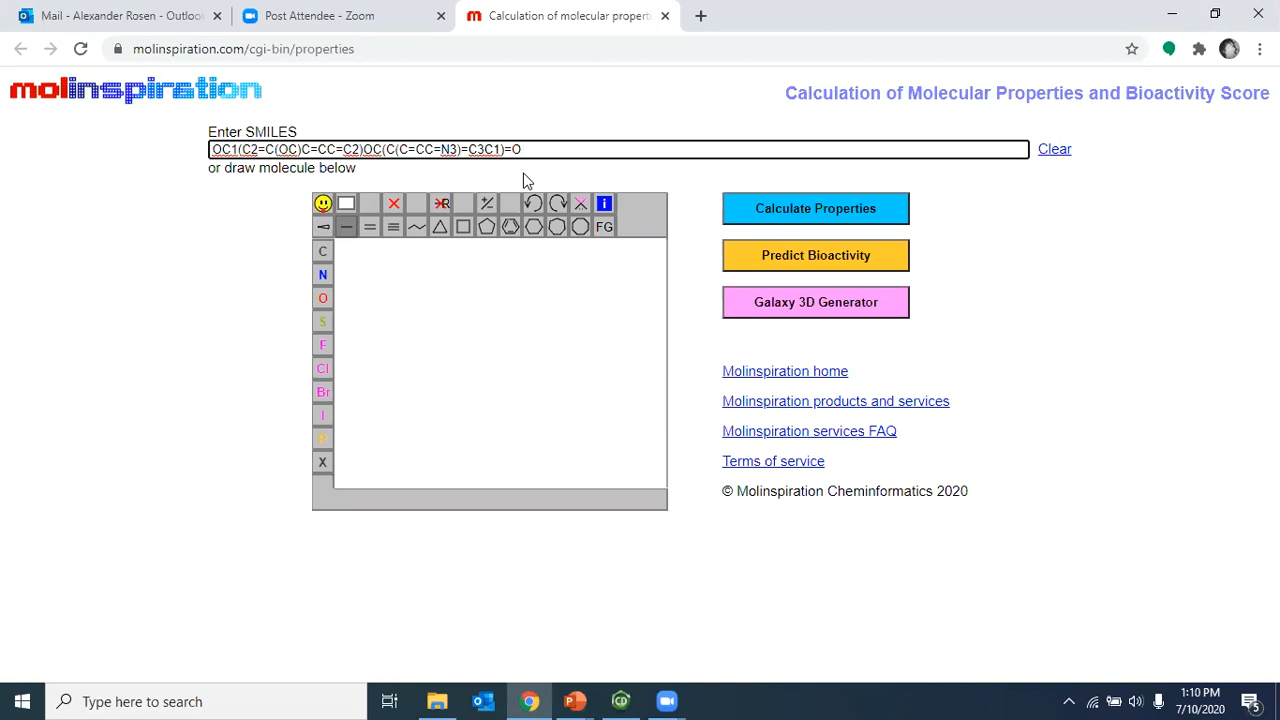 Mail - Alexander Rosen - Outlook
Post Attendee - Zoom
Calculation of molecular propert
molinspiration.com/cgi-bin/properties
molinspiration
Calculation of Molecular Properties and Bioactivity Score
Enter SMILES
OC1(C2=C(OC)C=CC=C2)OC(C(C=CC=N3)=C3C1)=O
Clear
or draw molecule below
R
+/-
i
FG
C
N
O
S
F
Cl
Br
I
P
X
Calculate Properties
Predict Bioactivity
Galaxy 3D Generator
Molinspiration home
Molinspiration products and services
Molinspiration services FAQ
Terms of service
© Molinspiration Cheminformatics 2020
Type here to search
1:10 PM
7/10/2020
5